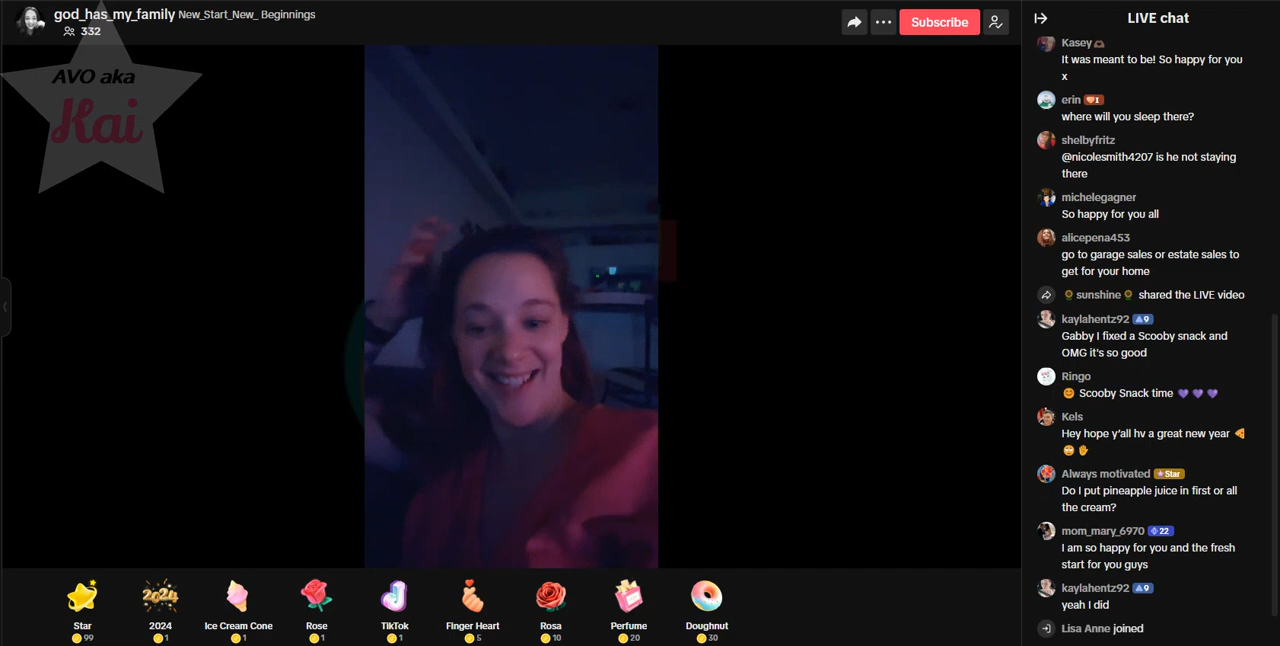 god_has_my_family New_Start_New_ Beginnings
332
Subscribe
AVO aka
Kai
LIVE chat
Kasey
It was meant to be! So happy for you
x
erin I
where will you sleep there?
shelbyfritz
@nicolesmith4207 is he not staying
there
michelegagner
So happy for you all
alicepena453
go to garage sales or estate sales to
get for your home
🌻sunshine🌻 shared the LIVE video
kaylahentz92 9
Gabby I fixed a Scooby snack and
OMG it's so good
Ringo
😊 Scooby Snack time 💜 💜 💜
Kels
Hey hope y'all hv a great new year 🍕
🙄✋
Always motivated Star
Do I put pineapple juice in first or all
the cream?
mom_mary_6970 22
I am so happy for you and the fresh
start for you guys
kaylahentz92 9
yeah I did
Lisa Anne joined
2024
Star 2024 Ice Cream Cone Rose TikTok Finger Heart Rosa Perfume Doughnut
99 1 1 1 1 5 10 20 30